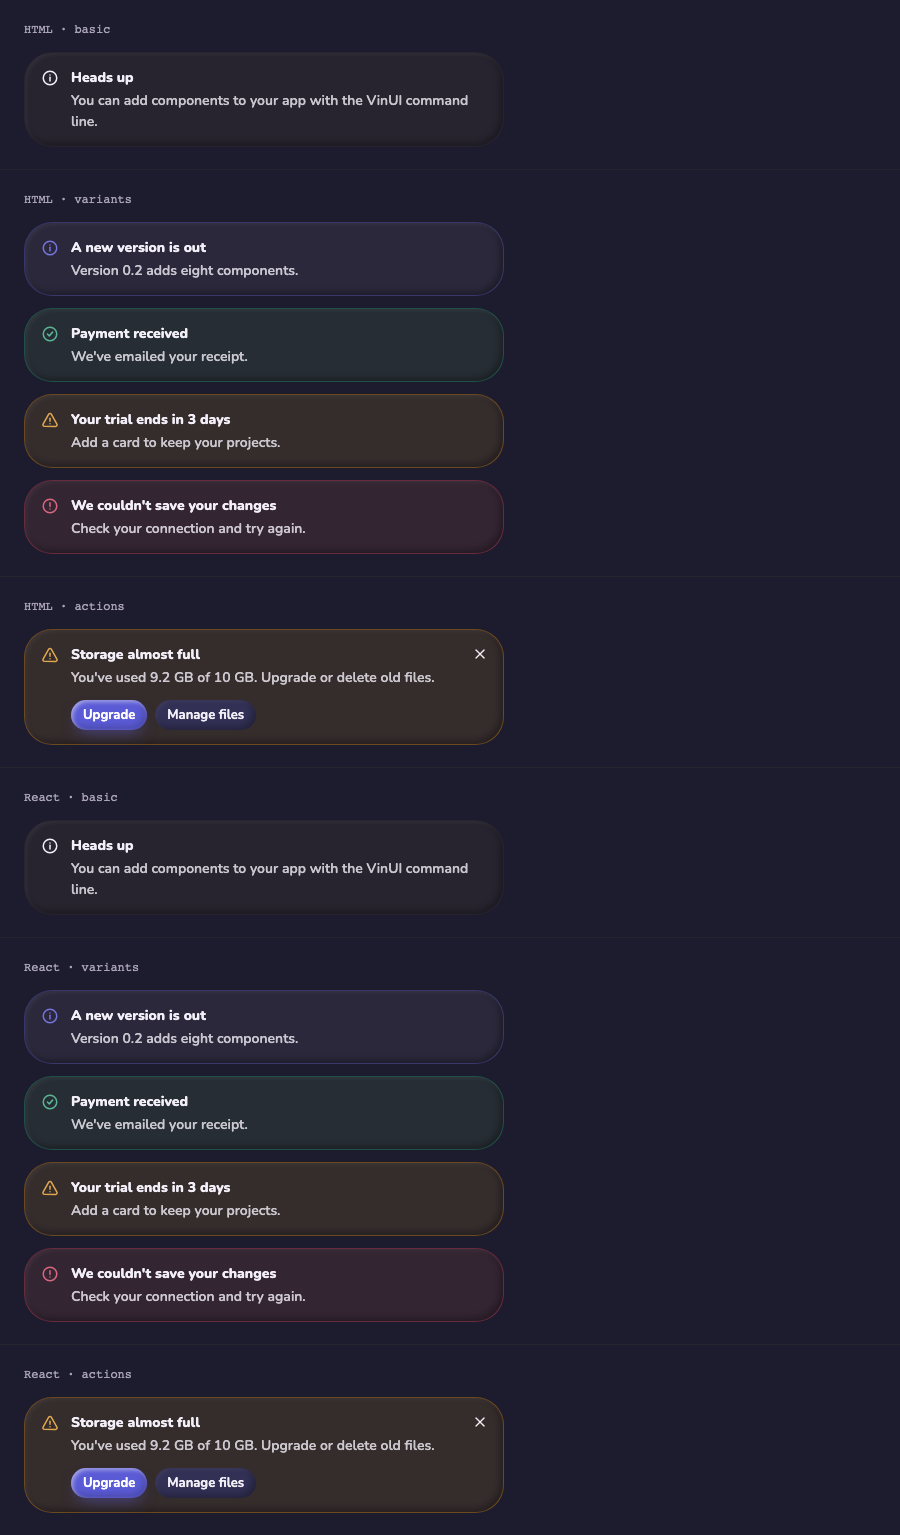 HTML · basic
Heads up
You can add components to your app with the VinUI command
line.
HTML · variants
A new version is out
Version 0.2 adds eight components.
Payment received
We've emailed your receipt.
Your trial ends in 3 days
Add a card to keep your projects.
We couldn't save your changes
Check your connection and try again.
HTML · actions
Storage almost full
You've used 9.2 GB of 10 GB. Upgrade or delete old files.
Upgrade Manage files
React · basic
Heads up
You can add components to your app with the VinUI command
line.
React · variants
A new version is out
Version 0.2 adds eight components.
Payment received
We've emailed your receipt.
Your trial ends in 3 days
Add a card to keep your projects.
We couldn't save your changes
Check your connection and try again.
React · actions
Storage almost full
You've used 9.2 GB of 10 GB. Upgrade or delete old files.
Upgrade Manage files